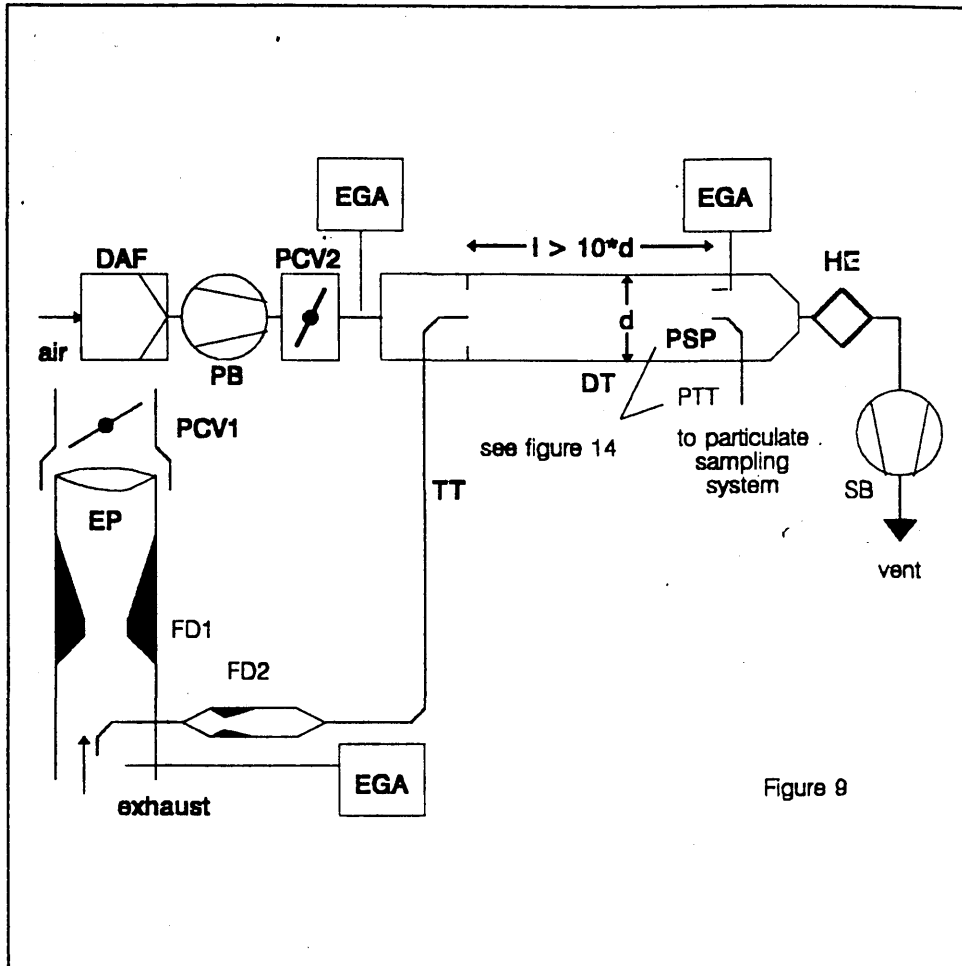 EGA
EGA
DAF
PCV2
l > 10*d
HE
air
PB
d
PSP
DT
PTT
PCV1
see figure 14
to particulate
sampling
system
TT
SB
EP
vent
FD1
FD2
EGA
Figure 9
exhaust